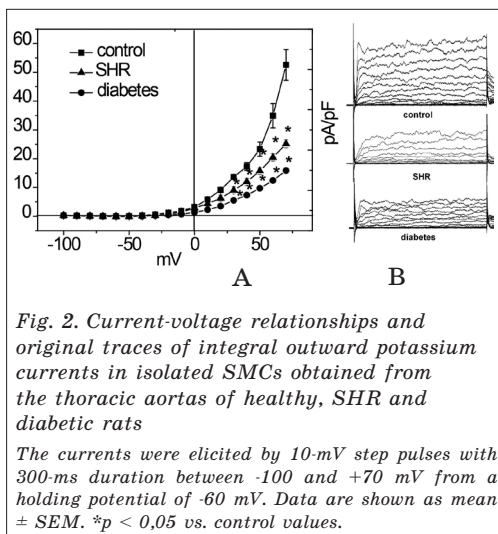 60
50
40
30
20
10
0
control
SHR
diabetes
*
*
*
*
*
*
*
*
*
-100
-50
0
50
mV
A
pA/pF
control
SHR
diabetes
B
Fig. 2. Current-voltage relationships and
original traces of integral outward potassium
currents in isolated SMCs obtained from
the thoracic aortas of healthy, SHR and
diabetic rats
The currents were elicited by 10-mV step pulses with
300-ms duration between -100 and +70 mV from a
holding potential of -60 mV. Data are shown as mean
± SEM. *p < 0,05 vs. control values.